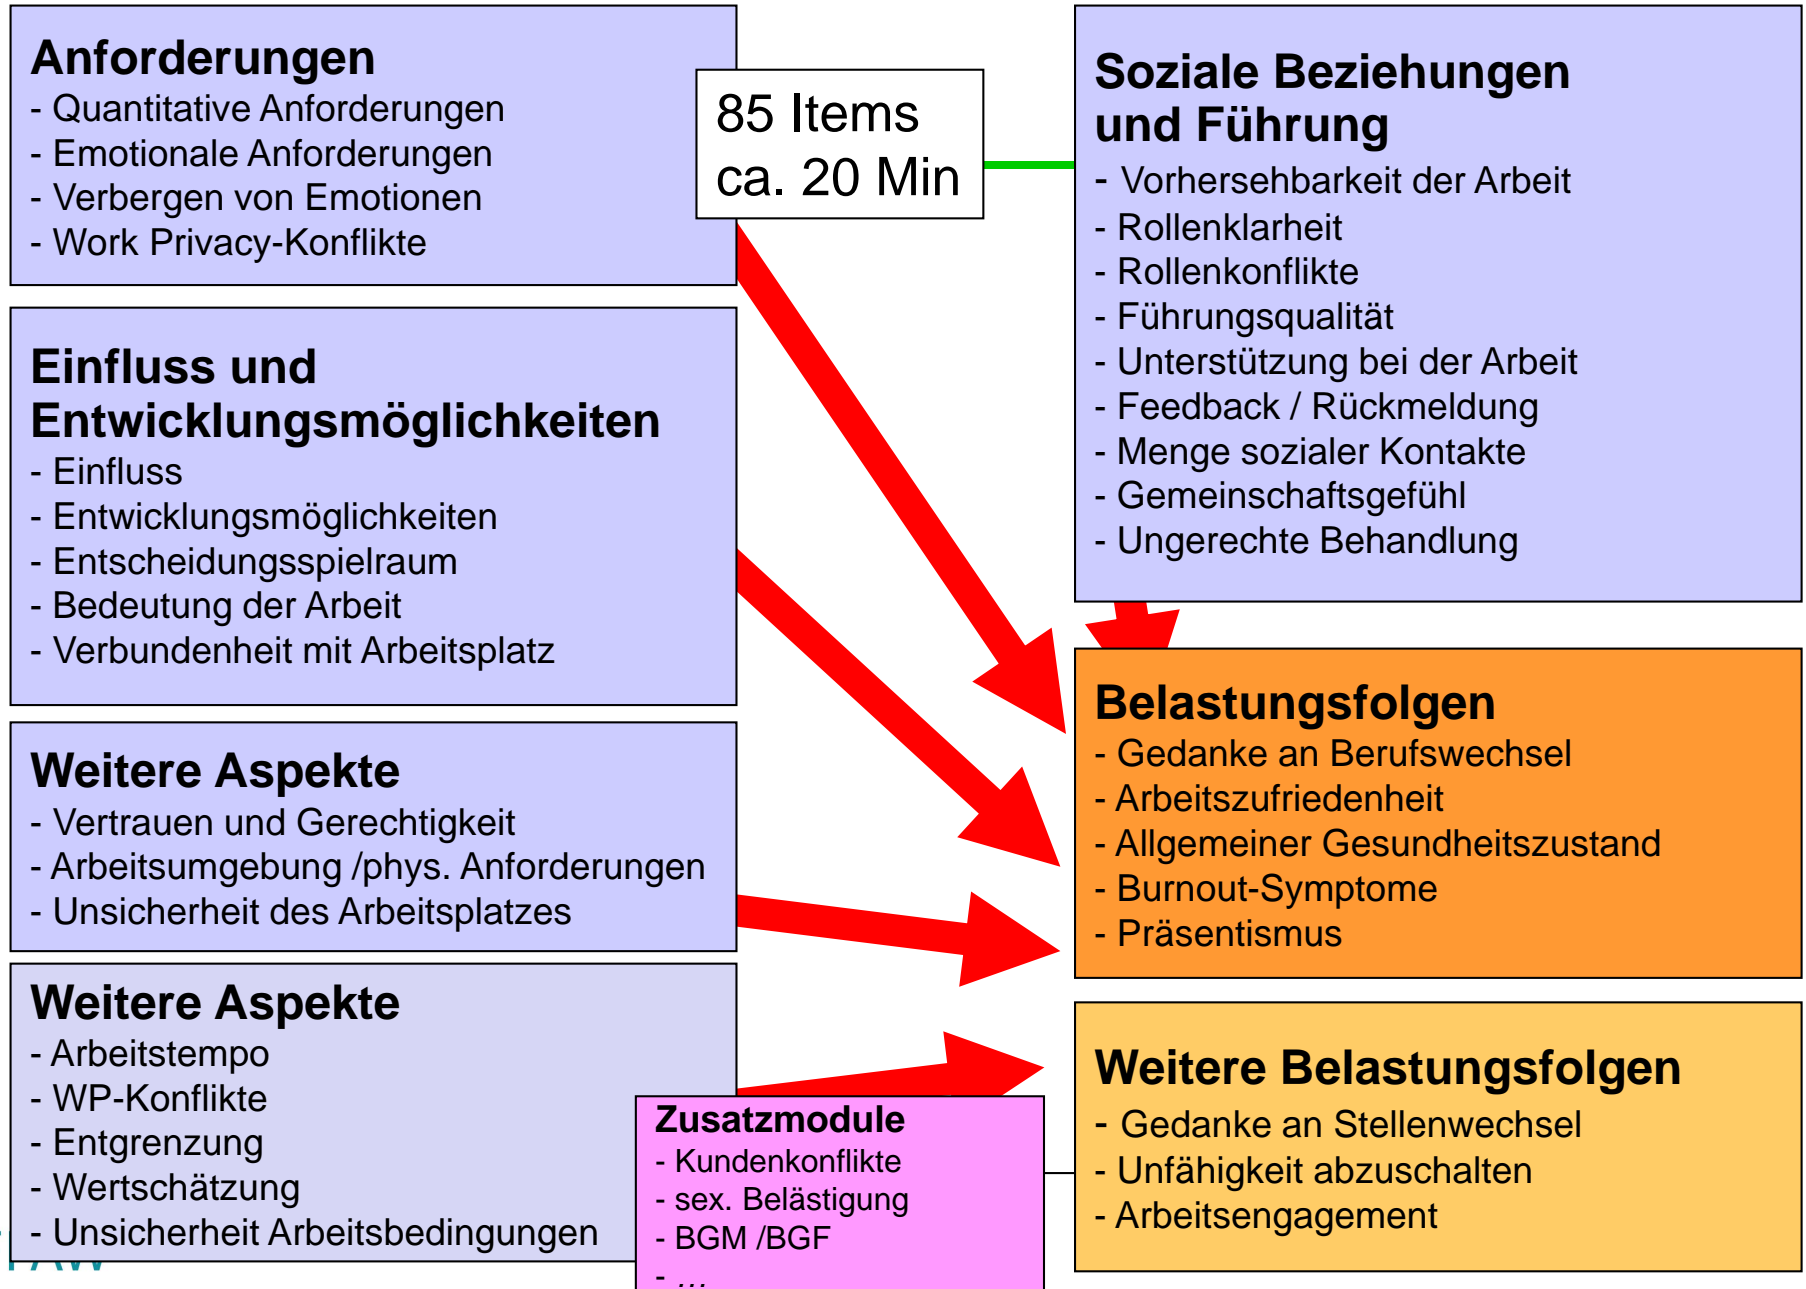 Anforderungen
- Quantitative Anforderungen
- Emotionale Anforderungen
- Verbergen von Emotionen
- Work Privacy-Konflikte
85 Items
ca. 20 Min
Soziale Beziehungen
und Führung
- Vorhersehbarkeit der Arbeit
- Rollenklarheit
- Rollenkonflikte
- Führungsqualität
- Unterstützung bei der Arbeit
- Feedback / Rückmeldung
- Menge sozialer Kontakte
- Gemeinschaftsgefühl
- Ungerechte Behandlung
Einfluss und
Entwicklungsmöglichkeiten
- Einfluss
- Entwicklungsmöglichkeiten
- Entscheidungsspielraum
- Bedeutung der Arbeit
- Verbundenheit mit Arbeitsplatz
Belastungsfolgen
- Gedanke an Berufswechsel
- Arbeitszufriedenheit
- Allgemeiner Gesundheitszustand
- Burnout-Symptome
- Präsentismus
Weitere Aspekte
- Vertrauen und Gerechtigkeit
- Arbeitsumgebung /phys. Anforderungen
- Unsicherheit des Arbeitsplatzes
Weitere Aspekte
- Arbeitstempo
- WP-Konflikte
- Entgrenzung
- Wertschätzung
- Unsicherheit Arbeitsbedingungen
Zusatzmodule
- Kundenkonflikte
- sex. Belästigung
- BGM /BGF
- ...
Weitere Belastungsfolgen
- Gedanke an Stellenwechsel
- Unfähigkeit abzuschalten
- Arbeitsengagement